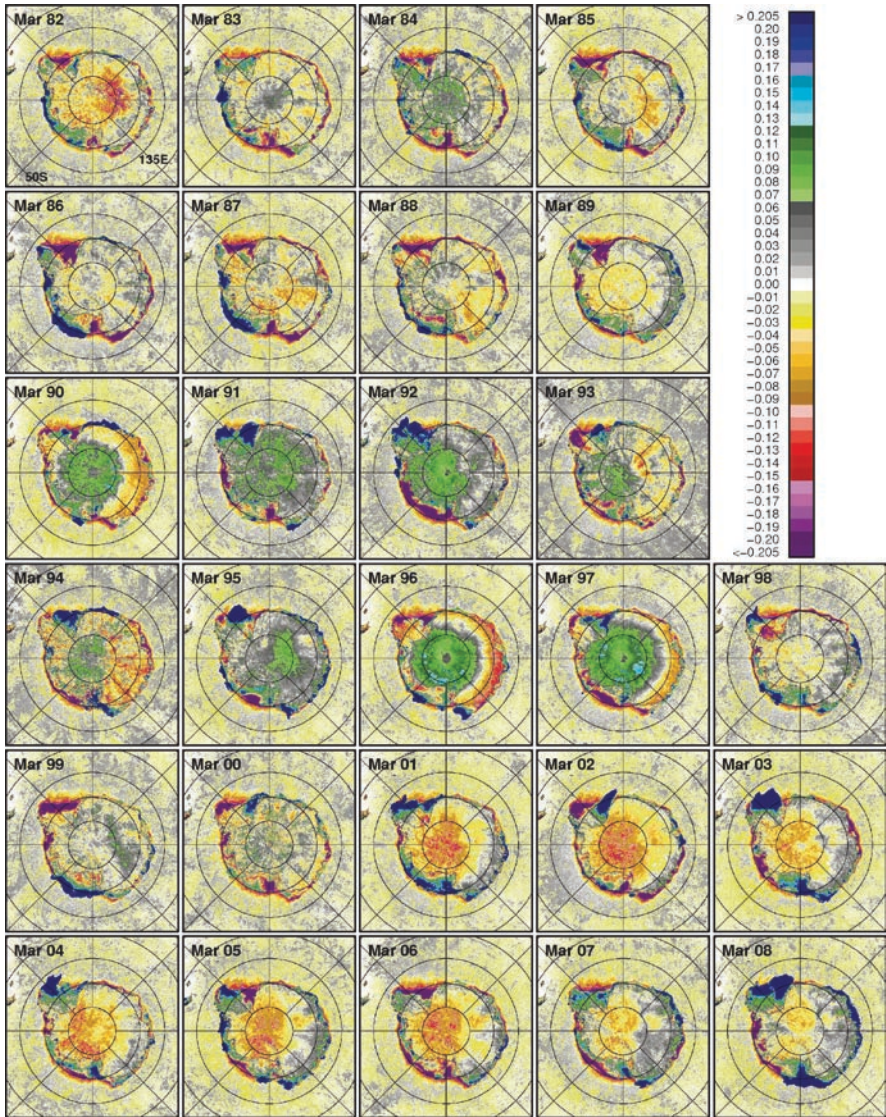 Mar 82
Mar 83
Mar 84
Mar 85
50S
135E
Mar 86
Mar 87
Mar 88
Mar 89
Mar 90
Mar 91
Mar 92
Mar 93
Mar 94
Mar 95
Mar 96
Mar 97
Mar 98
Mar 99
Mar 00
Mar 01
Mar 02
Mar 03
Mar 04
Mar 05
Mar 06
Mar 07
Mar 08
> 0.205
0.20
0.19
0.18
0.17
0.16
0.15
0.14
0.13
0.12
0.11
0.10
0.09
0.08
0.07
0.06
0.05
0.04
0.03
0.02
0.01
0.00
−0.01
−0.02
−0.03
−0.04
−0.05
−0.06
−0.07
−0.08
−0.09
−0.10
−0.11
−0.12
−0.13
−0.14
−0.15
−0.16
−0.17
−0.18
−0.19
−0.20
<−0.205